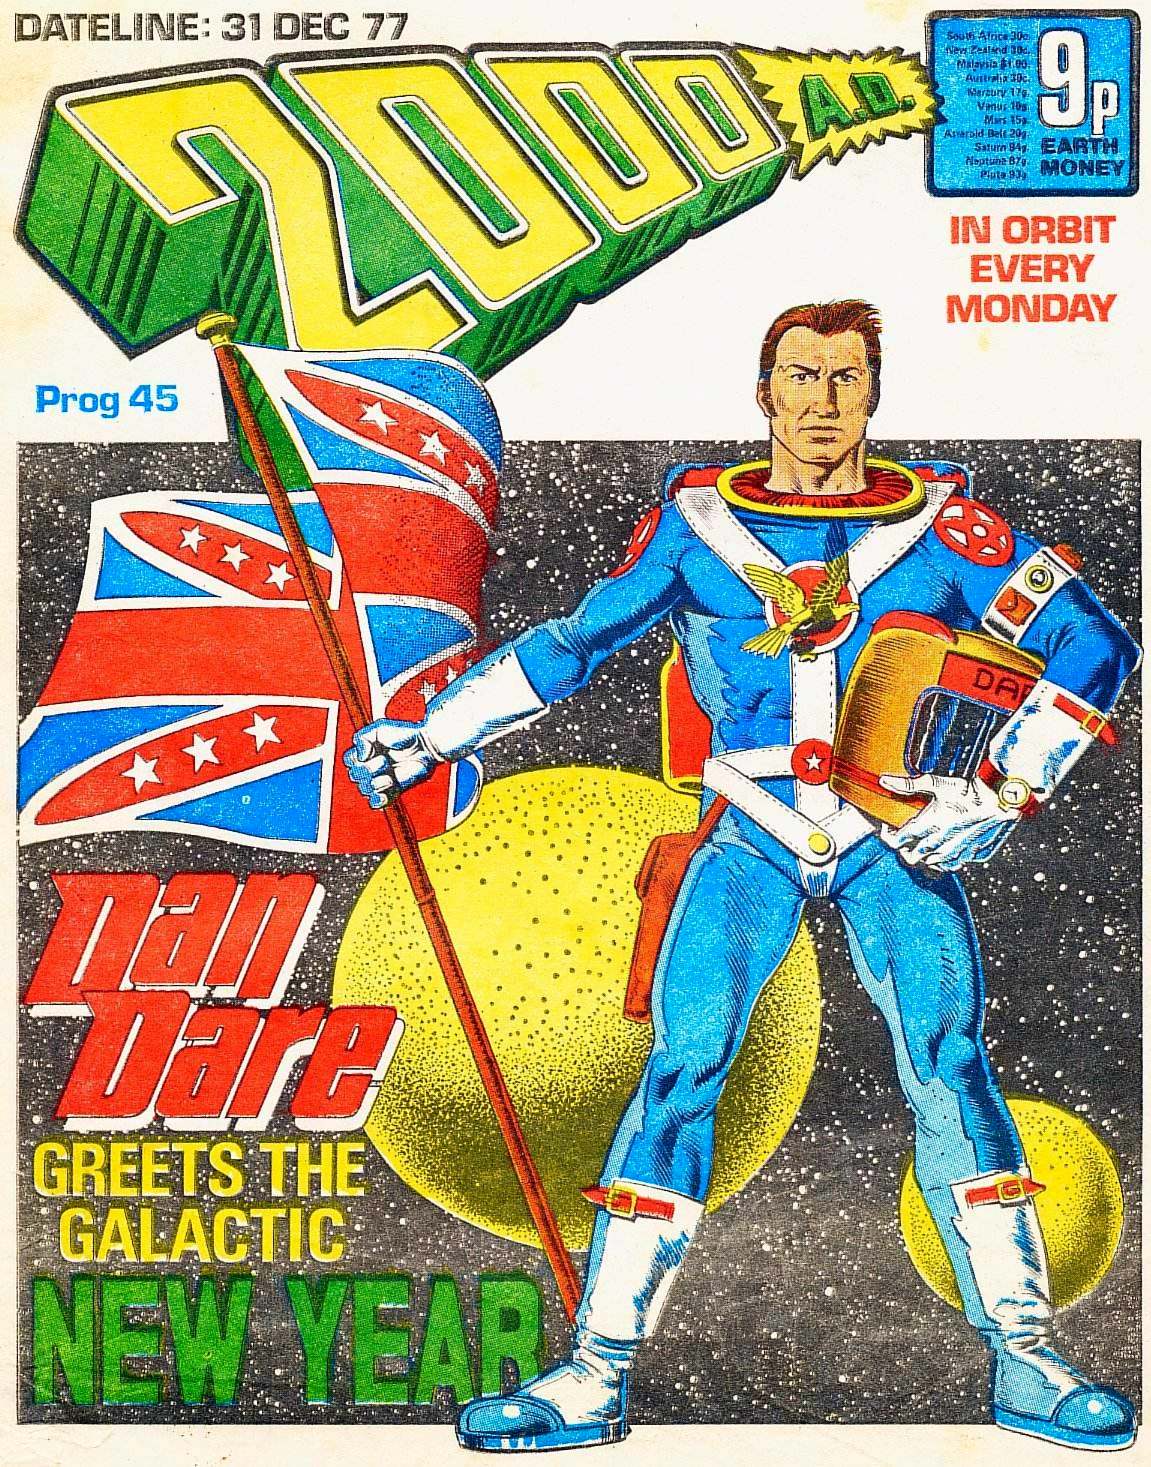 DATELINE: 31 DEC 77
2000 A.D.
South Africa 30c.
New Zealand 30c.
Malaysia $1.00.
Australia 30c.
Mercury 17g.
Venus 10g.
Mars 15g.
Asteroid Belt 20g.
Saturn 84g.
Neptune 87g.
Pluto 93g.
9p
EARTH
MONEY
IN ORBIT
EVERY
MONDAY
Prog 45
DAR
Dan
Dare
GREETS THE
GALACTIC
NEW YEAR